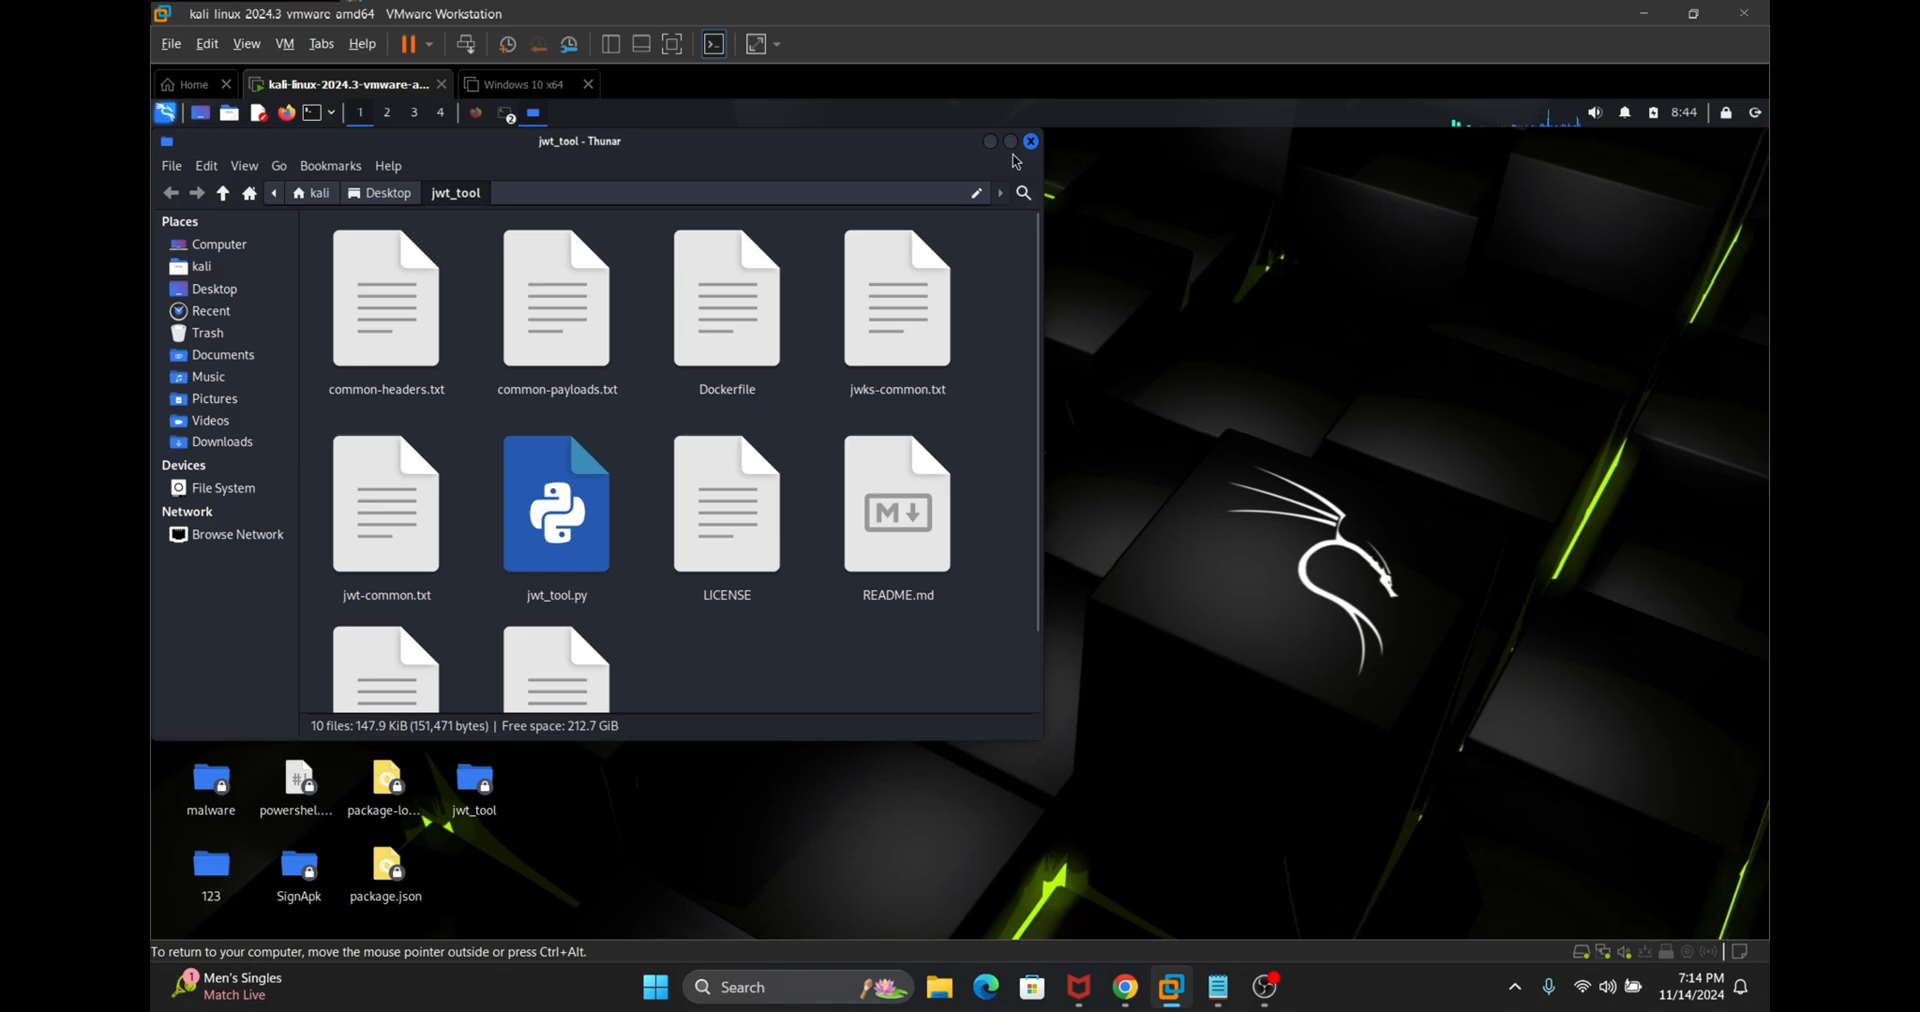 kali linux 2024.3 vmware amd64   VMware Workstation
File Edit View VM Tabs Help
Home
kali-linux-2024.3-vmware-a...
Windows 10 x64
1 2 3 4
2
8:44
jwt_tool - Thunar
File Edit View Go Bookmarks Help
kali Desktop jwt_tool
Places
Computer
kali
Desktop
Recent
Trash
Documents
Music
Pictures
Videos
Downloads
Devices
File System
Network
Browse Network
common-headers.txt common-payloads.txt Dockerfile jwks-common.txt
M
jwt-common.txt jwt_tool.py LICENSE README.md
10 files: 147.9 KiB (151,471 bytes) | Free space: 212.7 GiB
#!
malware powershel.... package-lo... jwt_tool
123 SignApk package.json
To return to your computer, move the mouse pointer outside or press Ctrl+Alt.
1
Men's Singles
Match Live
Search
7:14 PM
11/14/2024